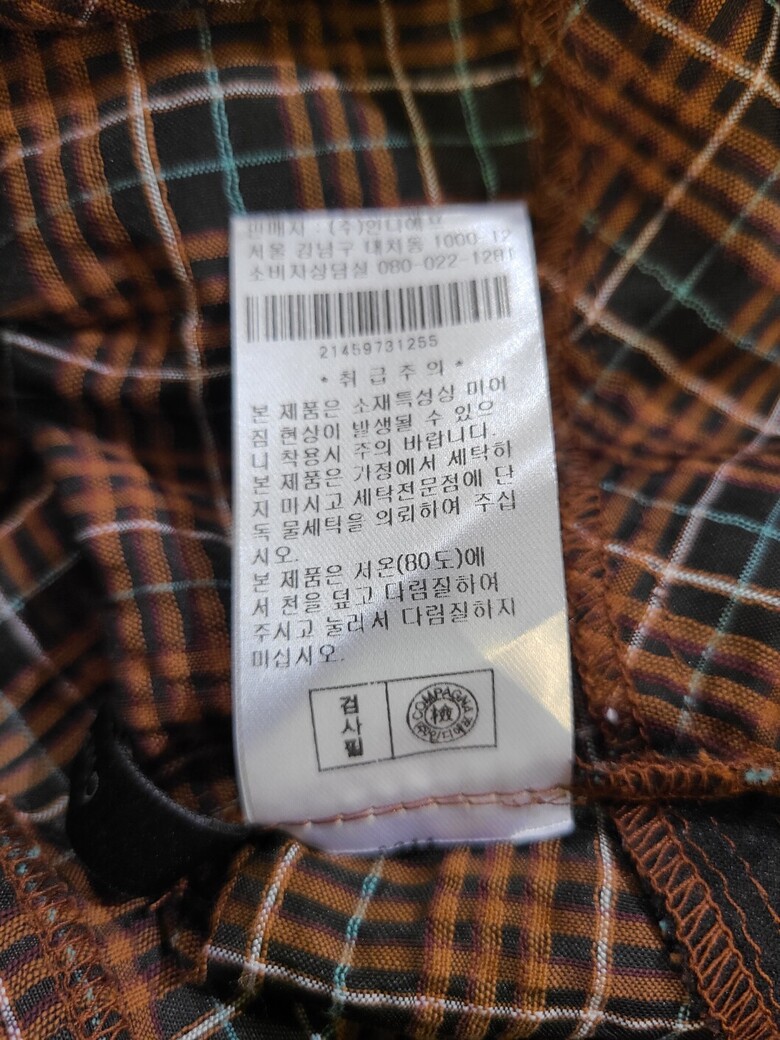 판매자 : (주)인디에프
서울 강남구 대치동 1000-12
소비자상담실 080-022-1281
21459731255
* 취 급 주 의 *
본 제품은 소재특성상 미어
짐 현상이 발생될 수 있으
니 착용시 주의 바랍니다.
본 제품은 가정에서 세탁하
지 마시고 세탁전문점에 단
독 물세탁을 의뢰하여 주십
시오.
본 제품은 저온(80도)에
서 천을 덮고 다림질하여
주시고 눌러서 다림질하지
마십시오.
검사필
COMPAGNA
檢
(주)인디에프